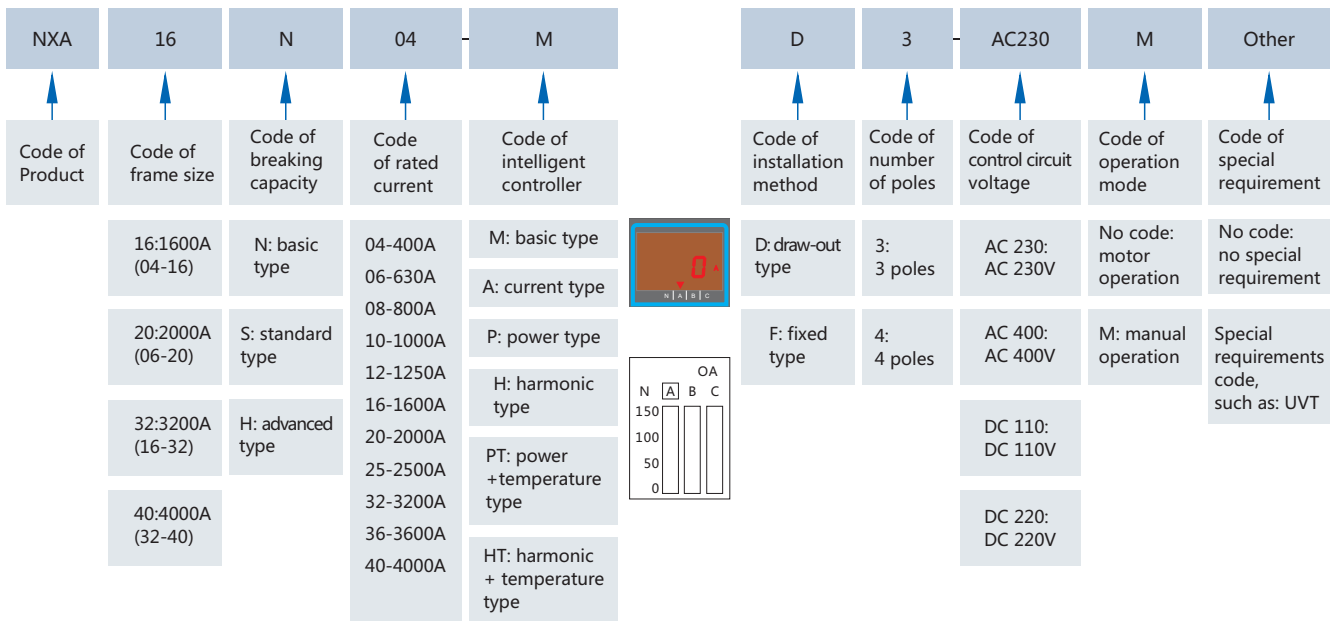 NXA 16 N 04 - M D 3 - AC230 M Other
Code of
Product
Code of
frame size
Code of
breaking
capacity
Code
of rated
current
Code of
intelligent
controller
Code of
installation
method
Code of
number
of poles
Code of
control circuit
voltage
Code of
operation
mode
Code of
special
requirement
16:1600A
(04-16)
20:2000A
(06-20)
32:3200A
(16-32)
40:4000A
(32-40)
N: basic
type
S: standard
type
H: advanced
type
04-400A
06-630A
08-800A
10-1000A
12-1250A
16-1600A
20-2000A
25-2500A
32-3200A
36-3600A
40-4000A
M: basic type
A: current type
P: power type
H: harmonic
type
PT: power
+temperature
type
HT: harmonic
+ temperature
type
0 A
N A B C
OA
N A B C
150
100
50
0
D: draw-out
type
F: fixed
type
3:
3 poles
4:
4 poles
AC 230:
AC 230V
AC 400:
AC 400V
DC 110:
DC 110V
DC 220:
DC 220V
No code:
motor
operation
M: manual
operation
No code:
no special
requirement
Special
requirements
code,
such as: UVT